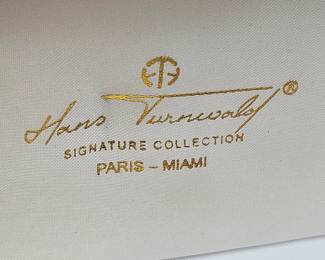 Hans Turnwald®
SIGNATURE COLLECTION
PARIS – MIAMI